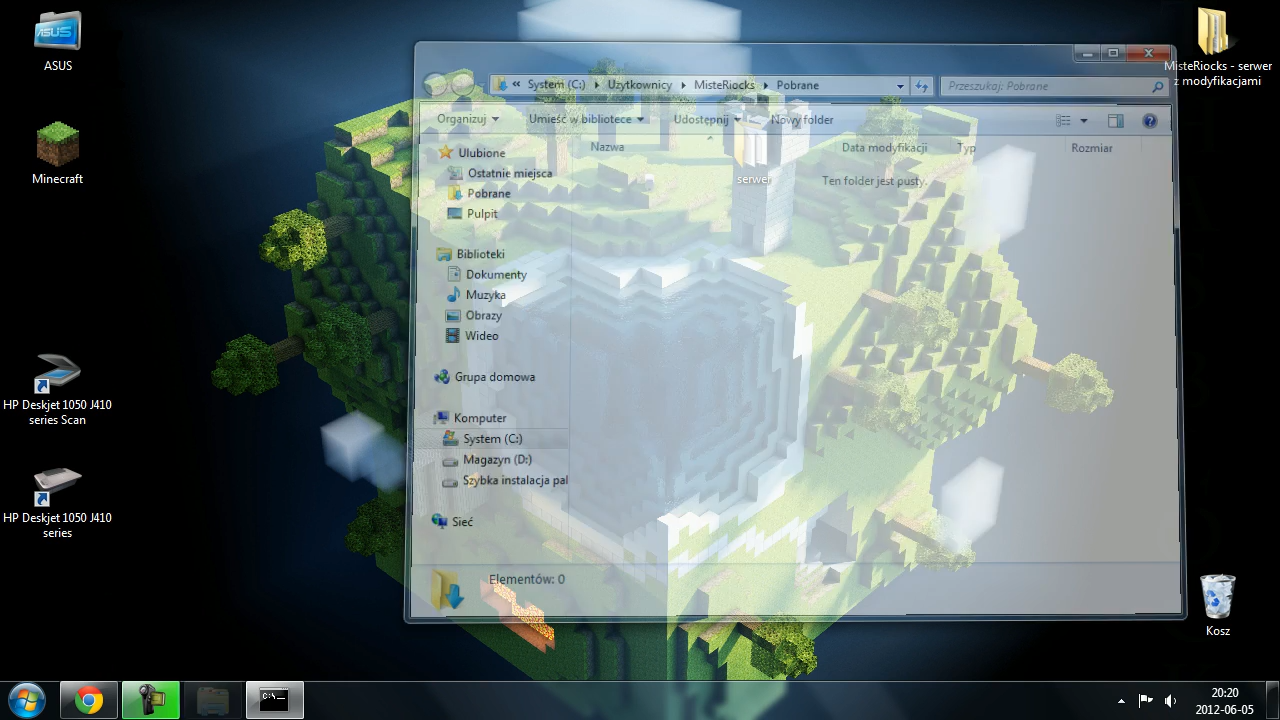 ASUS
Minecraft
HP Deskjet 1050 J410
series Scan
HP Deskjet 1050 J410
series
MisteRiocks - serwer
z modyfikacjami
Kosz
« System (C:) Użytkownicy MisteRiocks Pobrane
Przeszukaj: Pobrane
Organizuj Umieść w bibliotece Udostępnij Nowy folder
Nazwa Data modyfikacji Typ Rozmiar
serwer
Ten folder jest pusty.
Ulubione
Ostatnie miejsca
Pobrane
Pulpit
Biblioteki
Dokumenty
Muzyka
Obrazy
Wideo
Grupa domowa
Komputer
System (C:)
Magazyn (D:)
Szybka instalacja pal
Sieć
Elementów: 0
C:\
20:20
2012-06-05